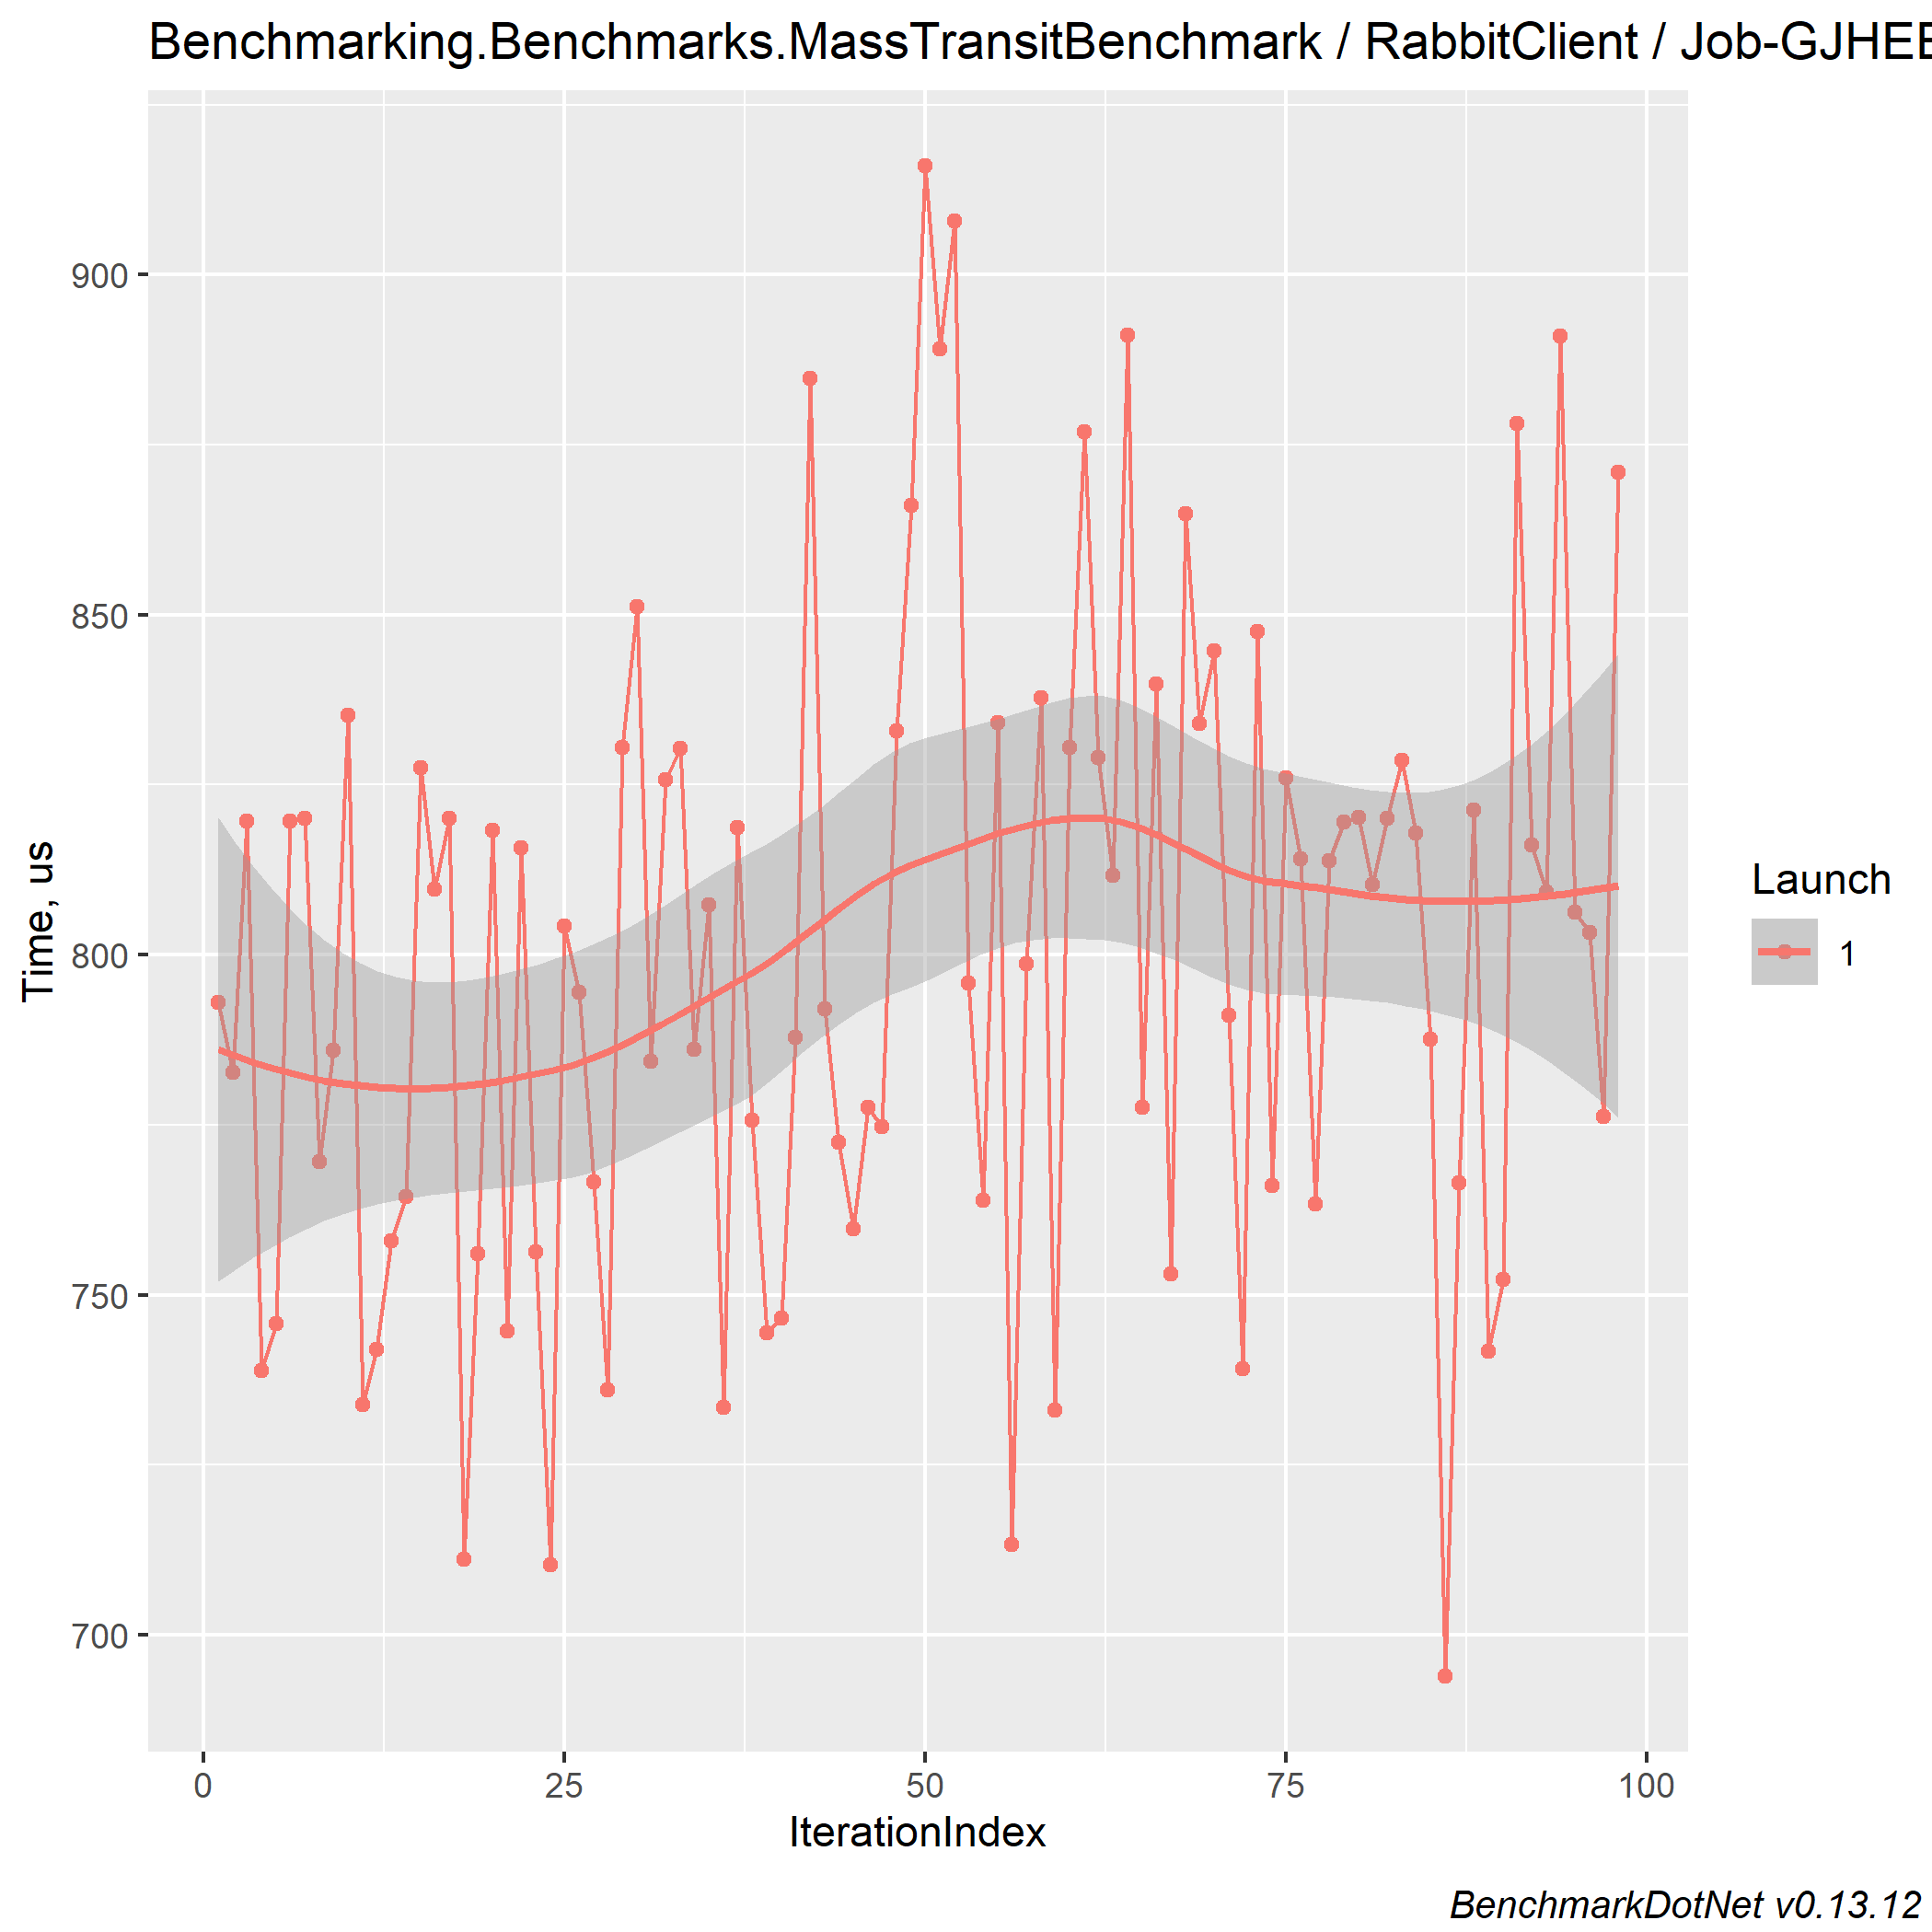 Benchmarking.Benchmarks.MassTransitBenchmark / RabbitClient / Job-GJHEE
900
850
800
750
700
Time, us
0 25 50 75 100
IterationIndex
Launch
1
BenchmarkDotNet v0.13.12